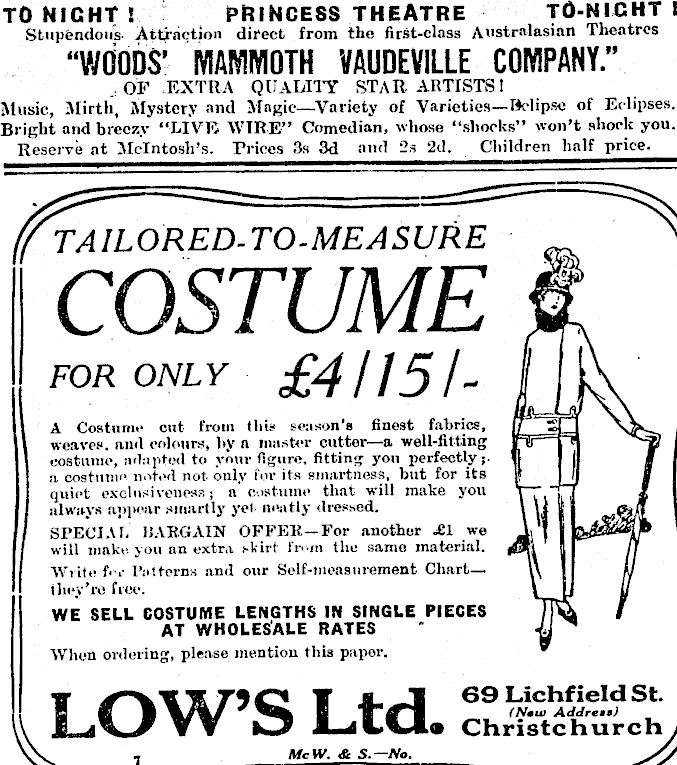 TO NIGHT! PRINCESS THEATRE TO-NIGHT!
Stupendous Attraction direct from the first-class Australasian Theatres
"WOODS' MAMMOTH VAUDEVILLE COMPANY."
OF EXTRA QUALITY STAR ARTISTS!
Music, Mirth, Mystery and Magic—Variety of Varieties—Eclipse of Eclipses.
Bright and breezy "LIVE WIRE" Comedian, whose "shocks" won't shock you.
Reserve at McIntosh's. Prices 3s 3d and 2s 2d. Children half price.
TAILORED-TO-MEASURE
COSTUME
FOR ONLY £4/15/-
A Costume cut from this season's finest fabrics,
weaves, and colours, by a master cutter—a well-fitting
costume, adapted to your figure, fitting you perfectly;
a costume noted not only for its smartness, but for its
quiet exclusiveness; a costume that will make you
always appear smartly yet neatly dressed.
SPECIAL BARGAIN OFFER—For another £1 we
will make you an extra skirt from the same material.
Write for Patterns and our Self-measurement Chart—
they're free.
WE SELL COSTUME LENGTHS IN SINGLE PIECES
AT WHOLESALE RATES
When ordering, please mention this paper.
LOW'S Ltd. 69 Lichfield St.
(New Address)
Christchurch
McW. & S.—No.
7